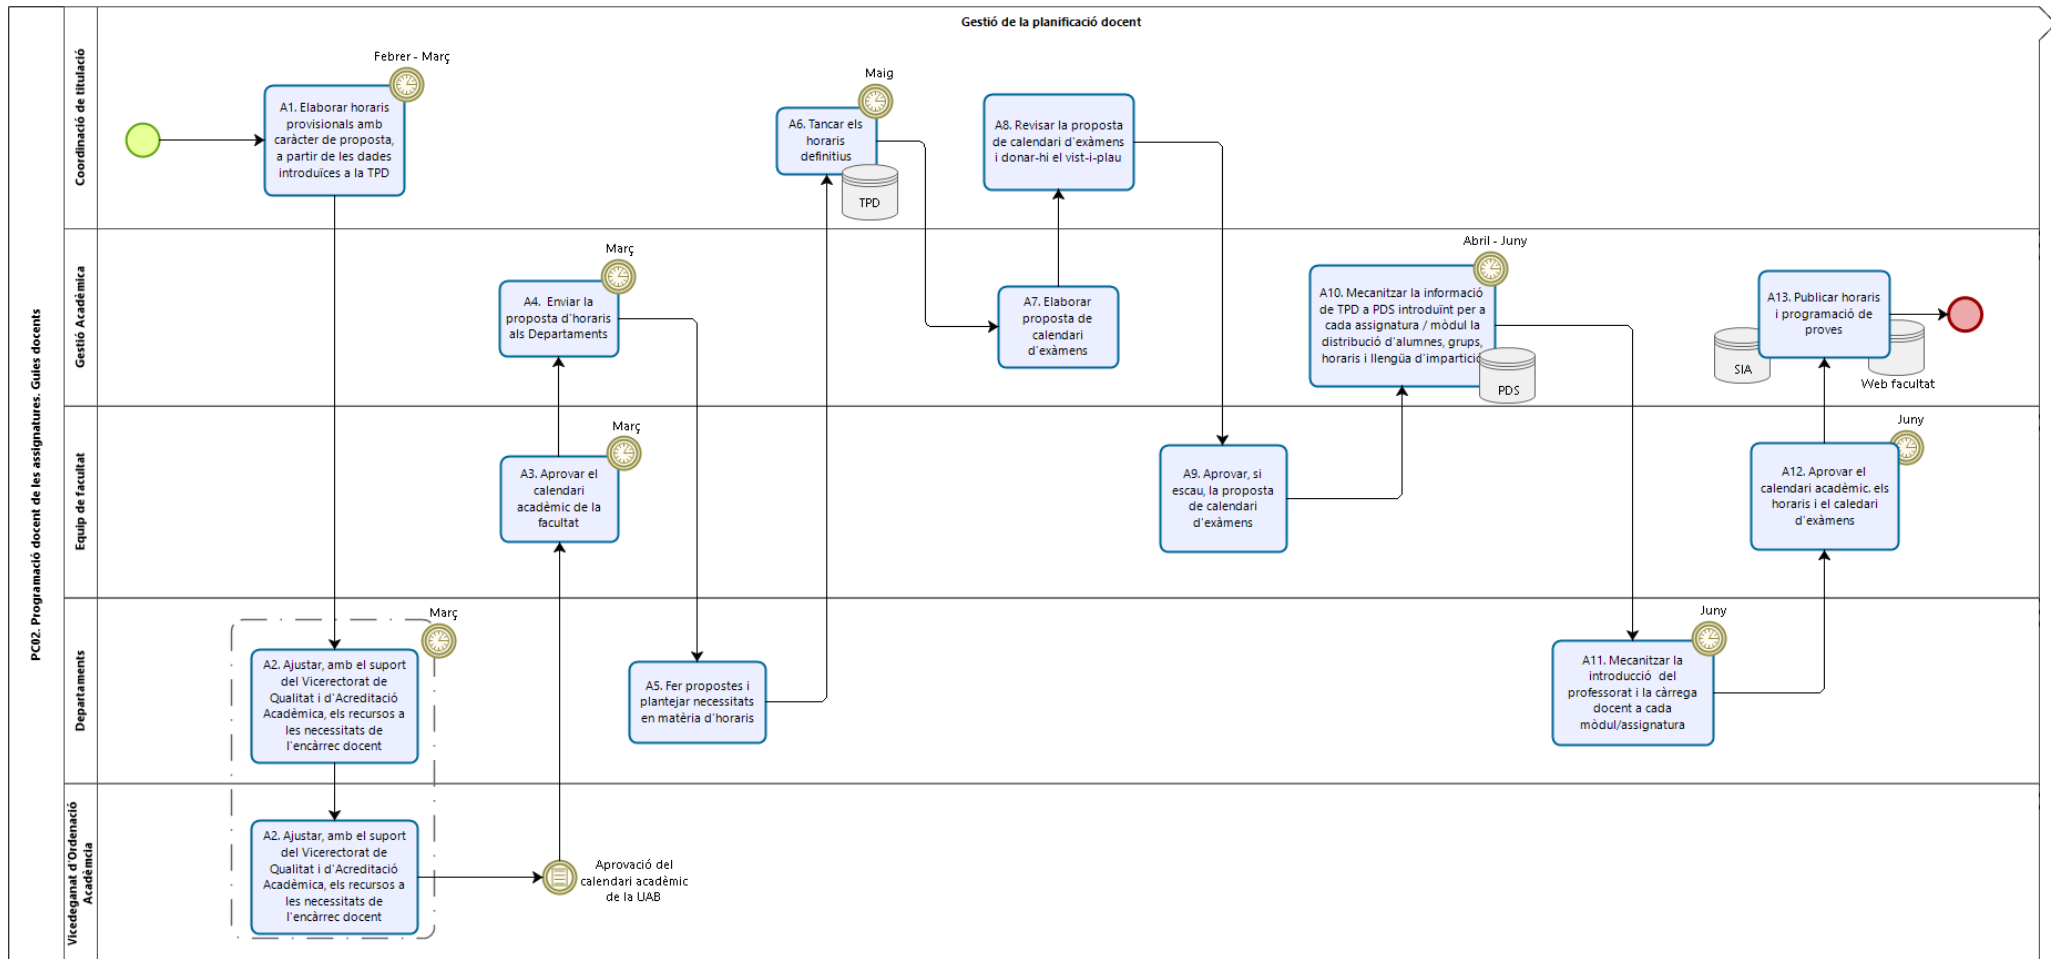 Gestió de la planificació docent
PC02. Programació docent de les assignatures. Guies docents
Coordinació de titulació
Febrer - Març
A1. Elaborar horaris
provisionals amb
caràcter de proposta,
a partir de les dades
introduïces a la TPD
Maig
A6. Tancar els
horaris
definitius
TPD
A8. Revisar la proposta
de calendari d'exàmens
i donar-hi el vist-i-plau
Gestió Acadèmica
Març
A4. Enviar la
proposta d'horaris
als Departaments
A7. Elaborar
proposta de
calendari
d'exàmens
Abril - Juny
A10. Mecanitzar la informació
de TPD a PDS introduïnt per a
cada assignatura / mòdul la
distribució d'alumnes, grups,
horaris i llengüa d'impartició
PDS
A13. Publicar horaris
i programació de
proves
SIA
Web facultat
Equip de facultat
Març
A3. Aprovar el
calendari
acadèmic de la
facultat
A9. Aprovar, si
escau, la proposta
de calendari
d'exàmens
Juny
A12. Aprovar el
calendari acadèmic. els
horaris i el caledari
d'exàmens
Departaments
Març
A2. Ajustar, amb el suport
del Vicerectorat de
Qualitat i d'Acreditació
Acadèmica, els recursos a
les necessitats de
l'encàrrec docent
A5. Fer propostes i
plantejar necessitats
en matèria d'horaris
Juny
A11. Mecanitzar la
introducció del
professorat i la càrrega
docent a cada
mòdul/assignatura
Vicedeganat d'Ordenació
Acadèmcia
A2. Ajustar, amb el suport
del Vicerectorat de
Qualitat i d'Acreditació
Acadèmica, els recursos a
les necessitats de
l'encàrrec docent
Aprovació del
calendari acadèmic
de la UAB